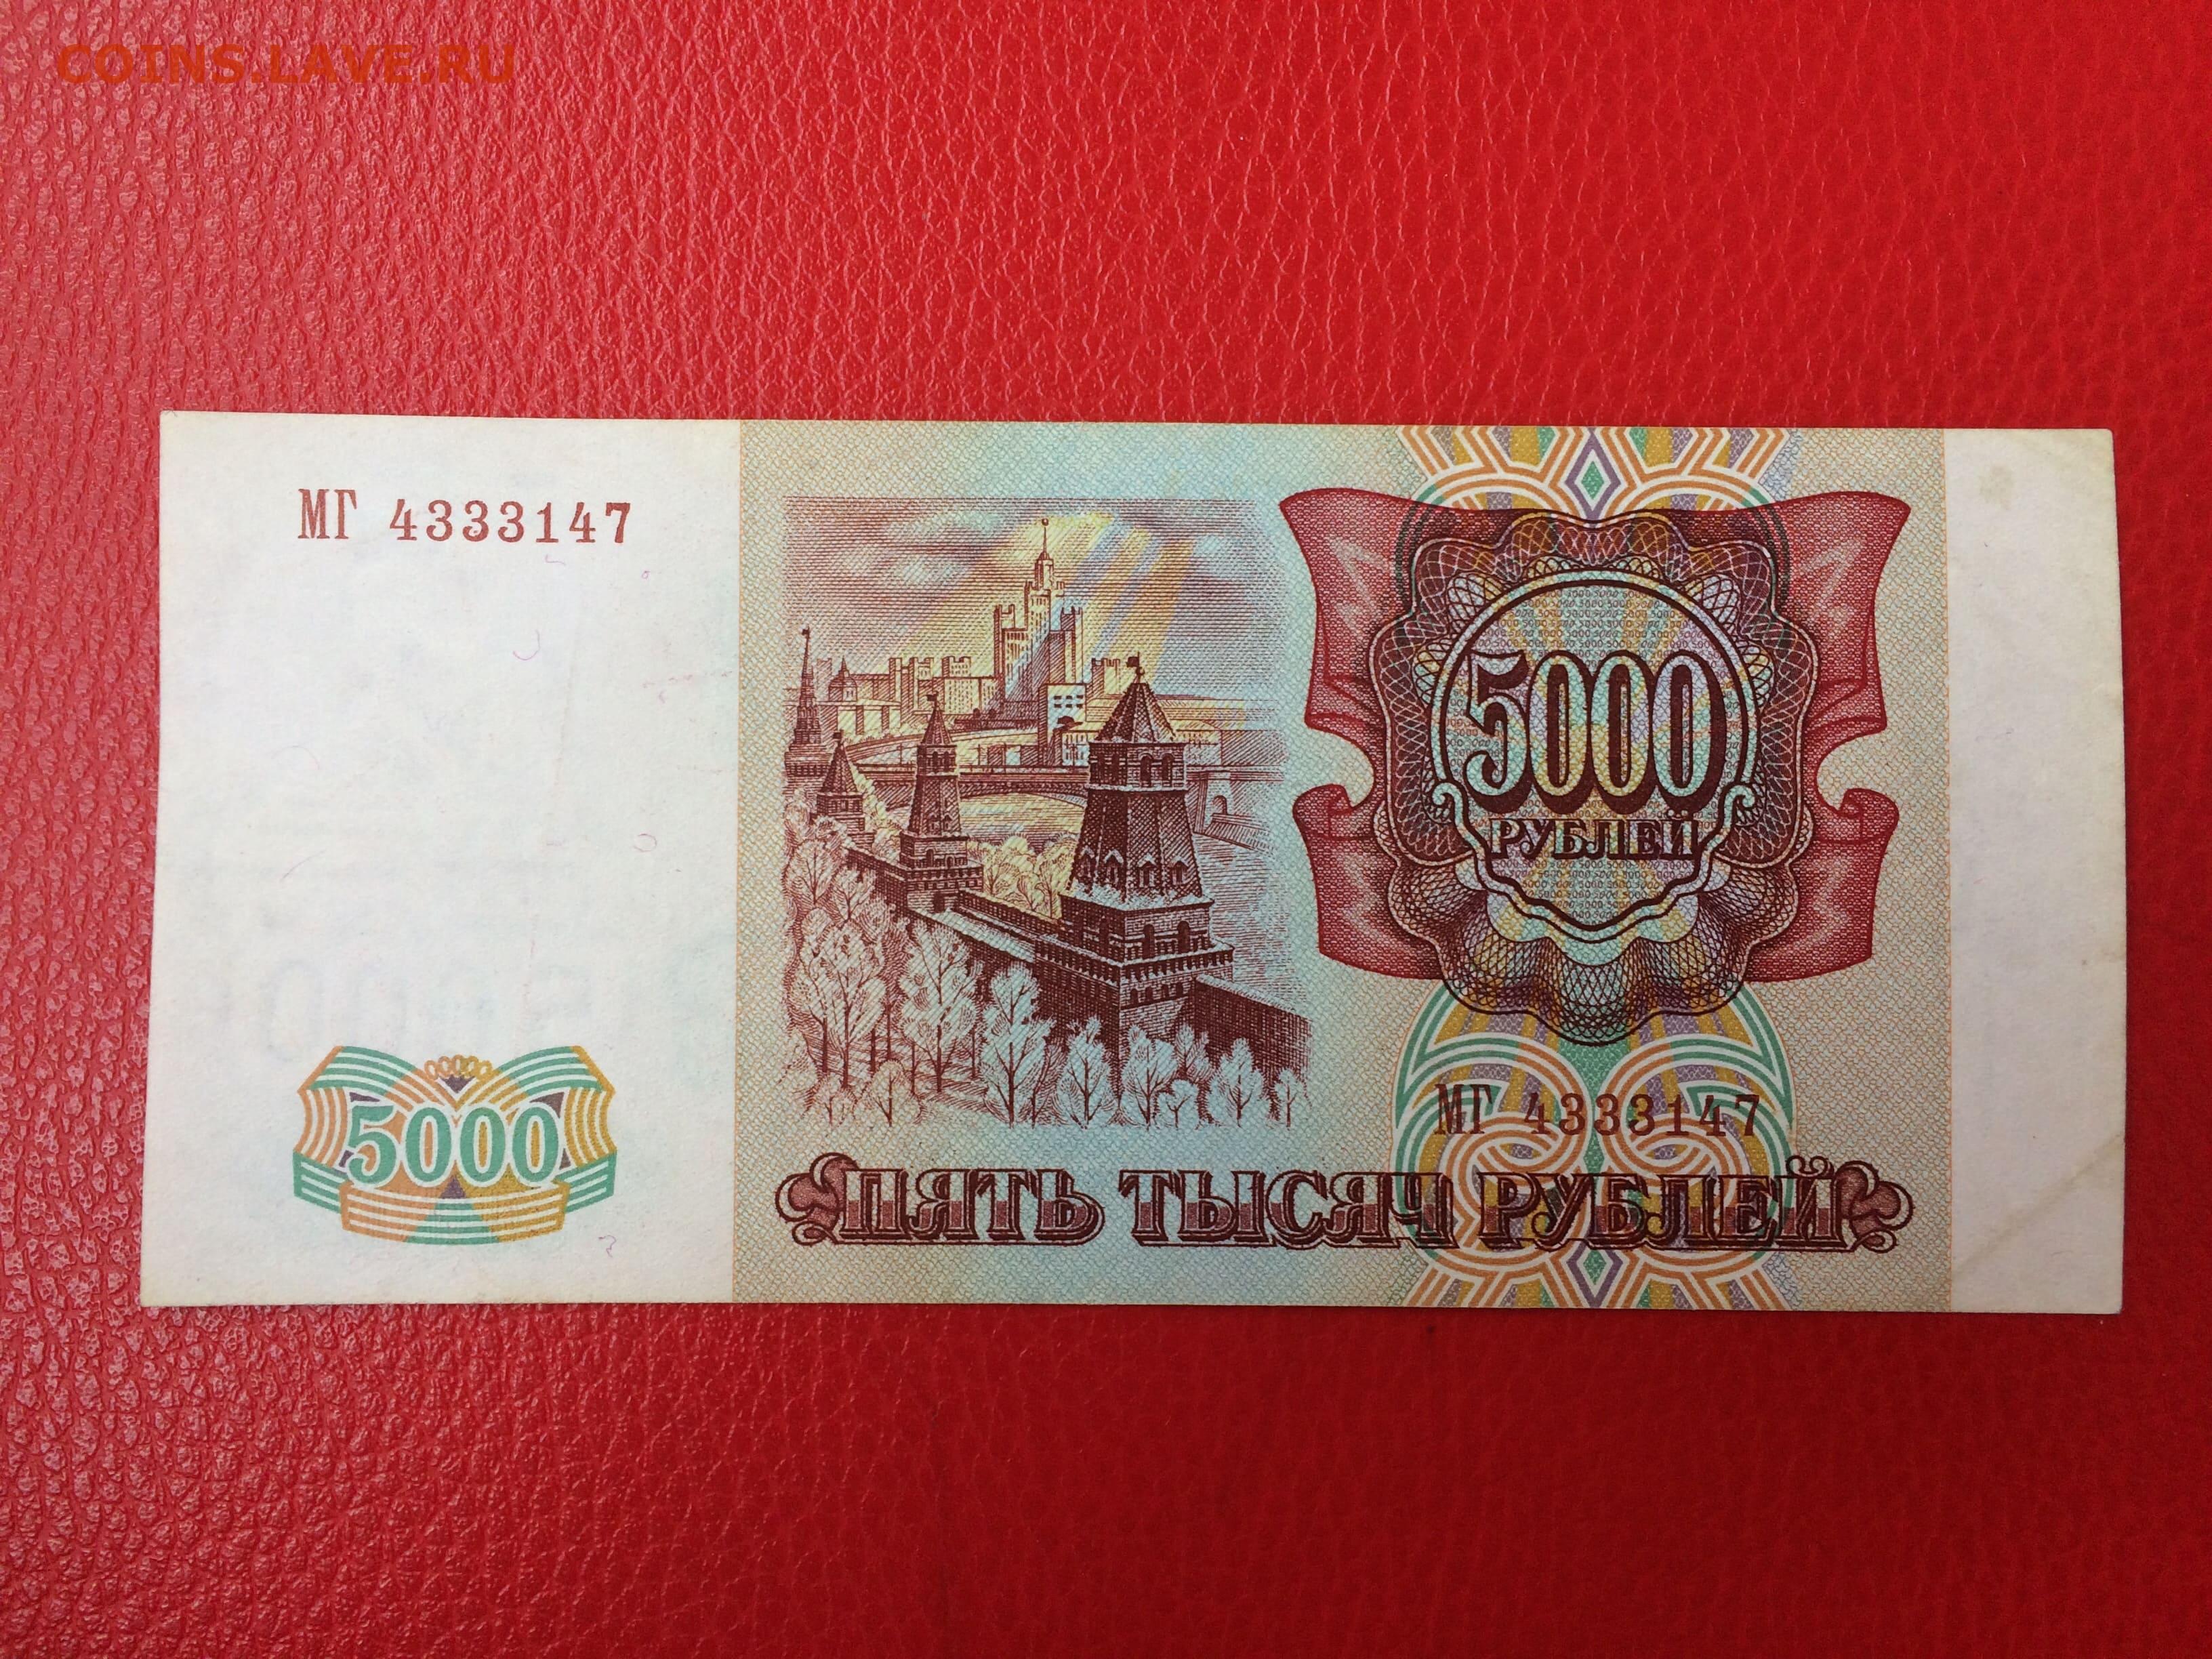 COINS.LAVE.RU
МГ 4333147
5000
РУБЛЕЙ
5000
МГ 4333147
ПЯТЬ ТЫСЯЧ РУБЛЕЙ